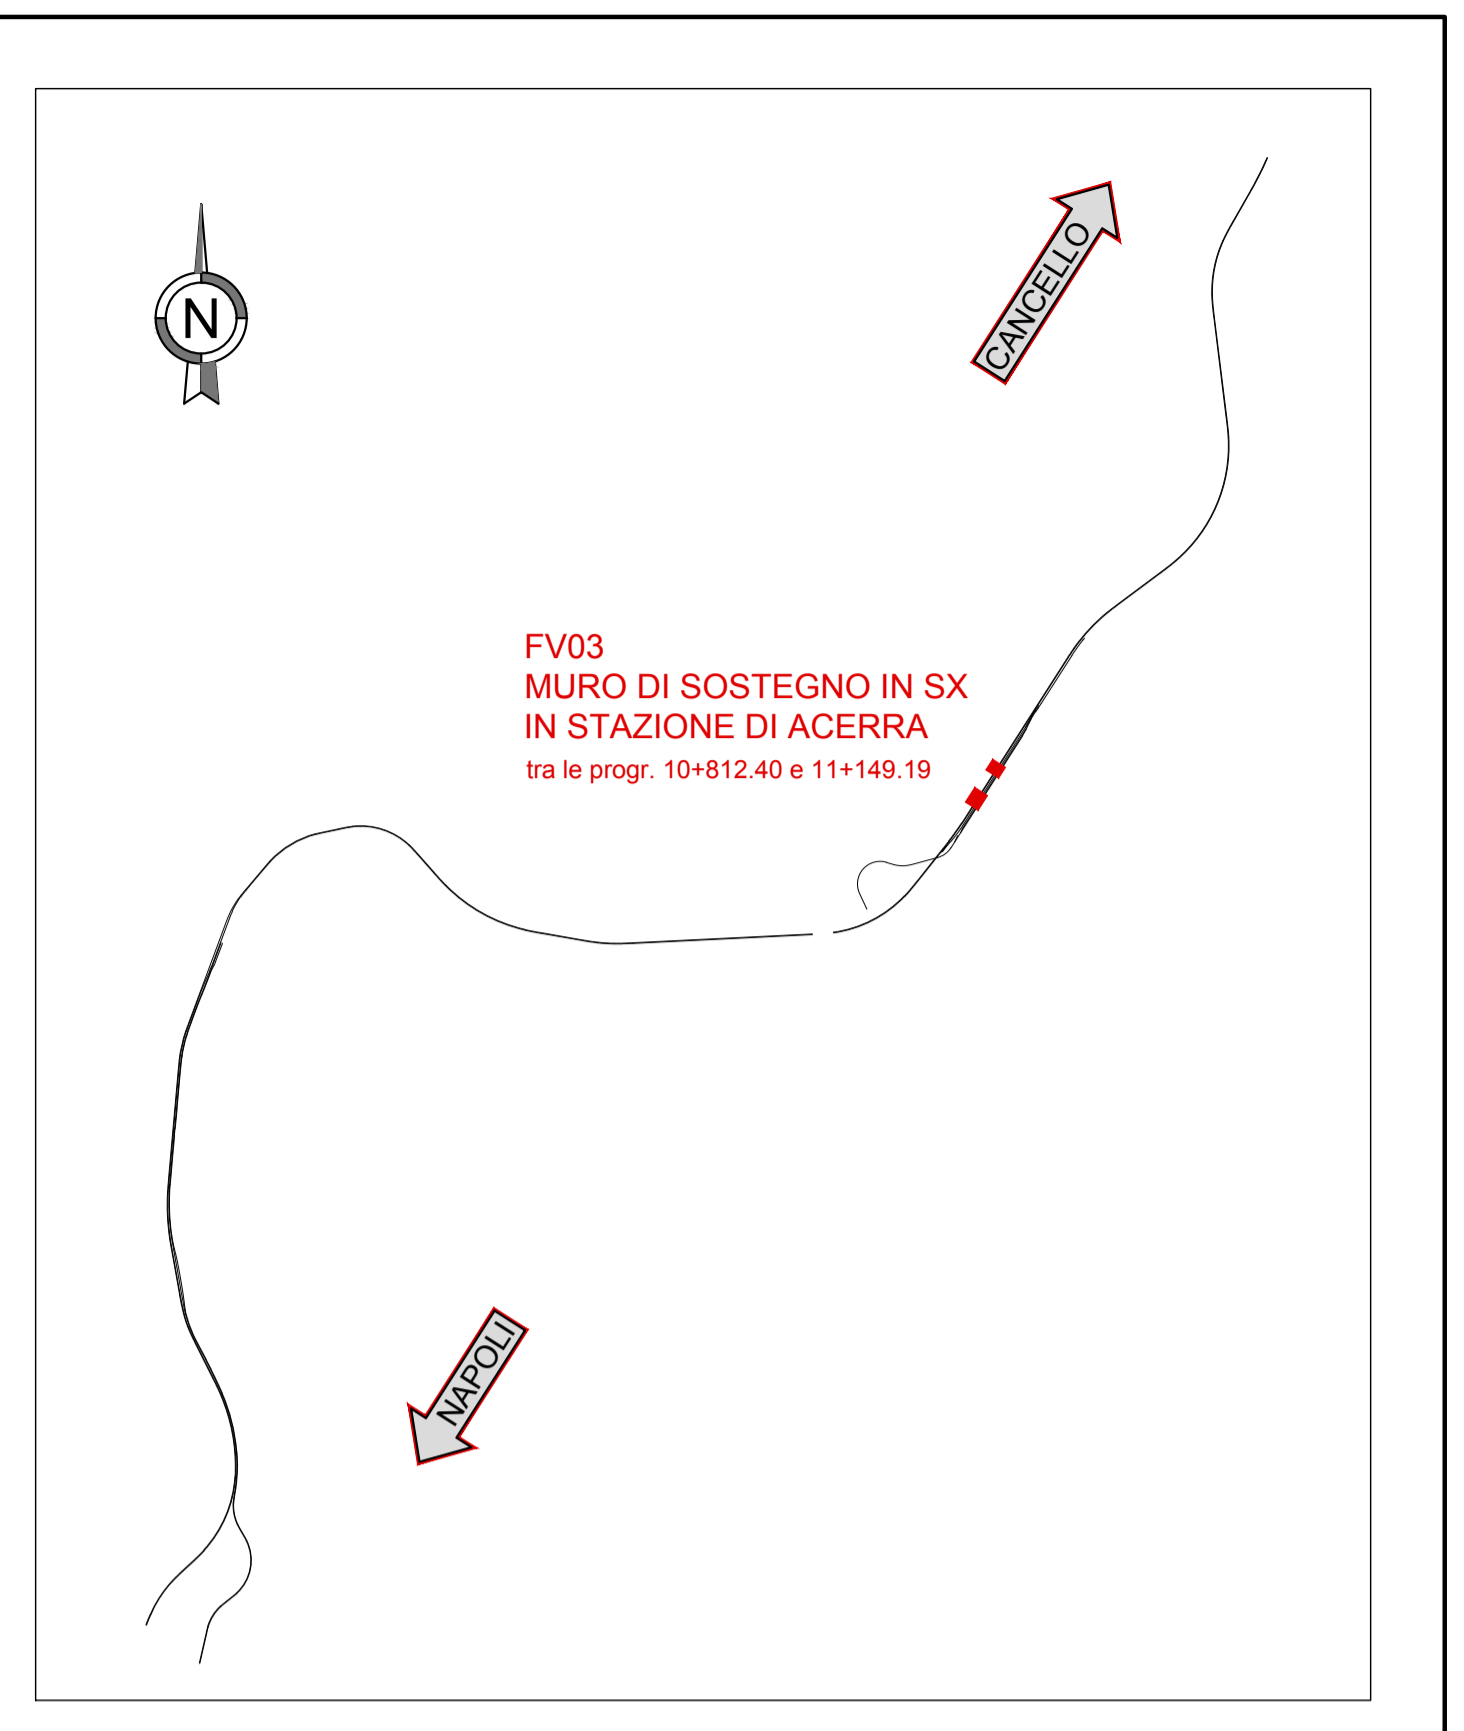 CANCELLO
N
FV03
MURO DI SOSTEGNO IN SX
IN STAZIONE DI ACERRA
tra le progr. 10+812.40 e 11+149.19
NAPOLI